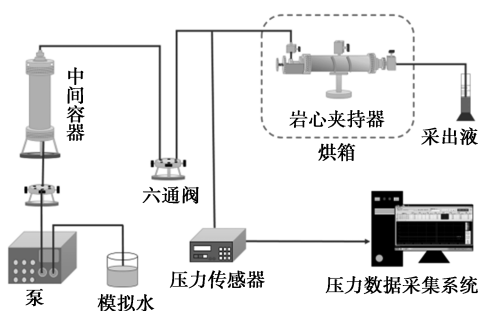 中间容器
岩心夹持器
烘箱
采出液
六通阀
泵
模拟水
压力传感器
压力数据采集系统